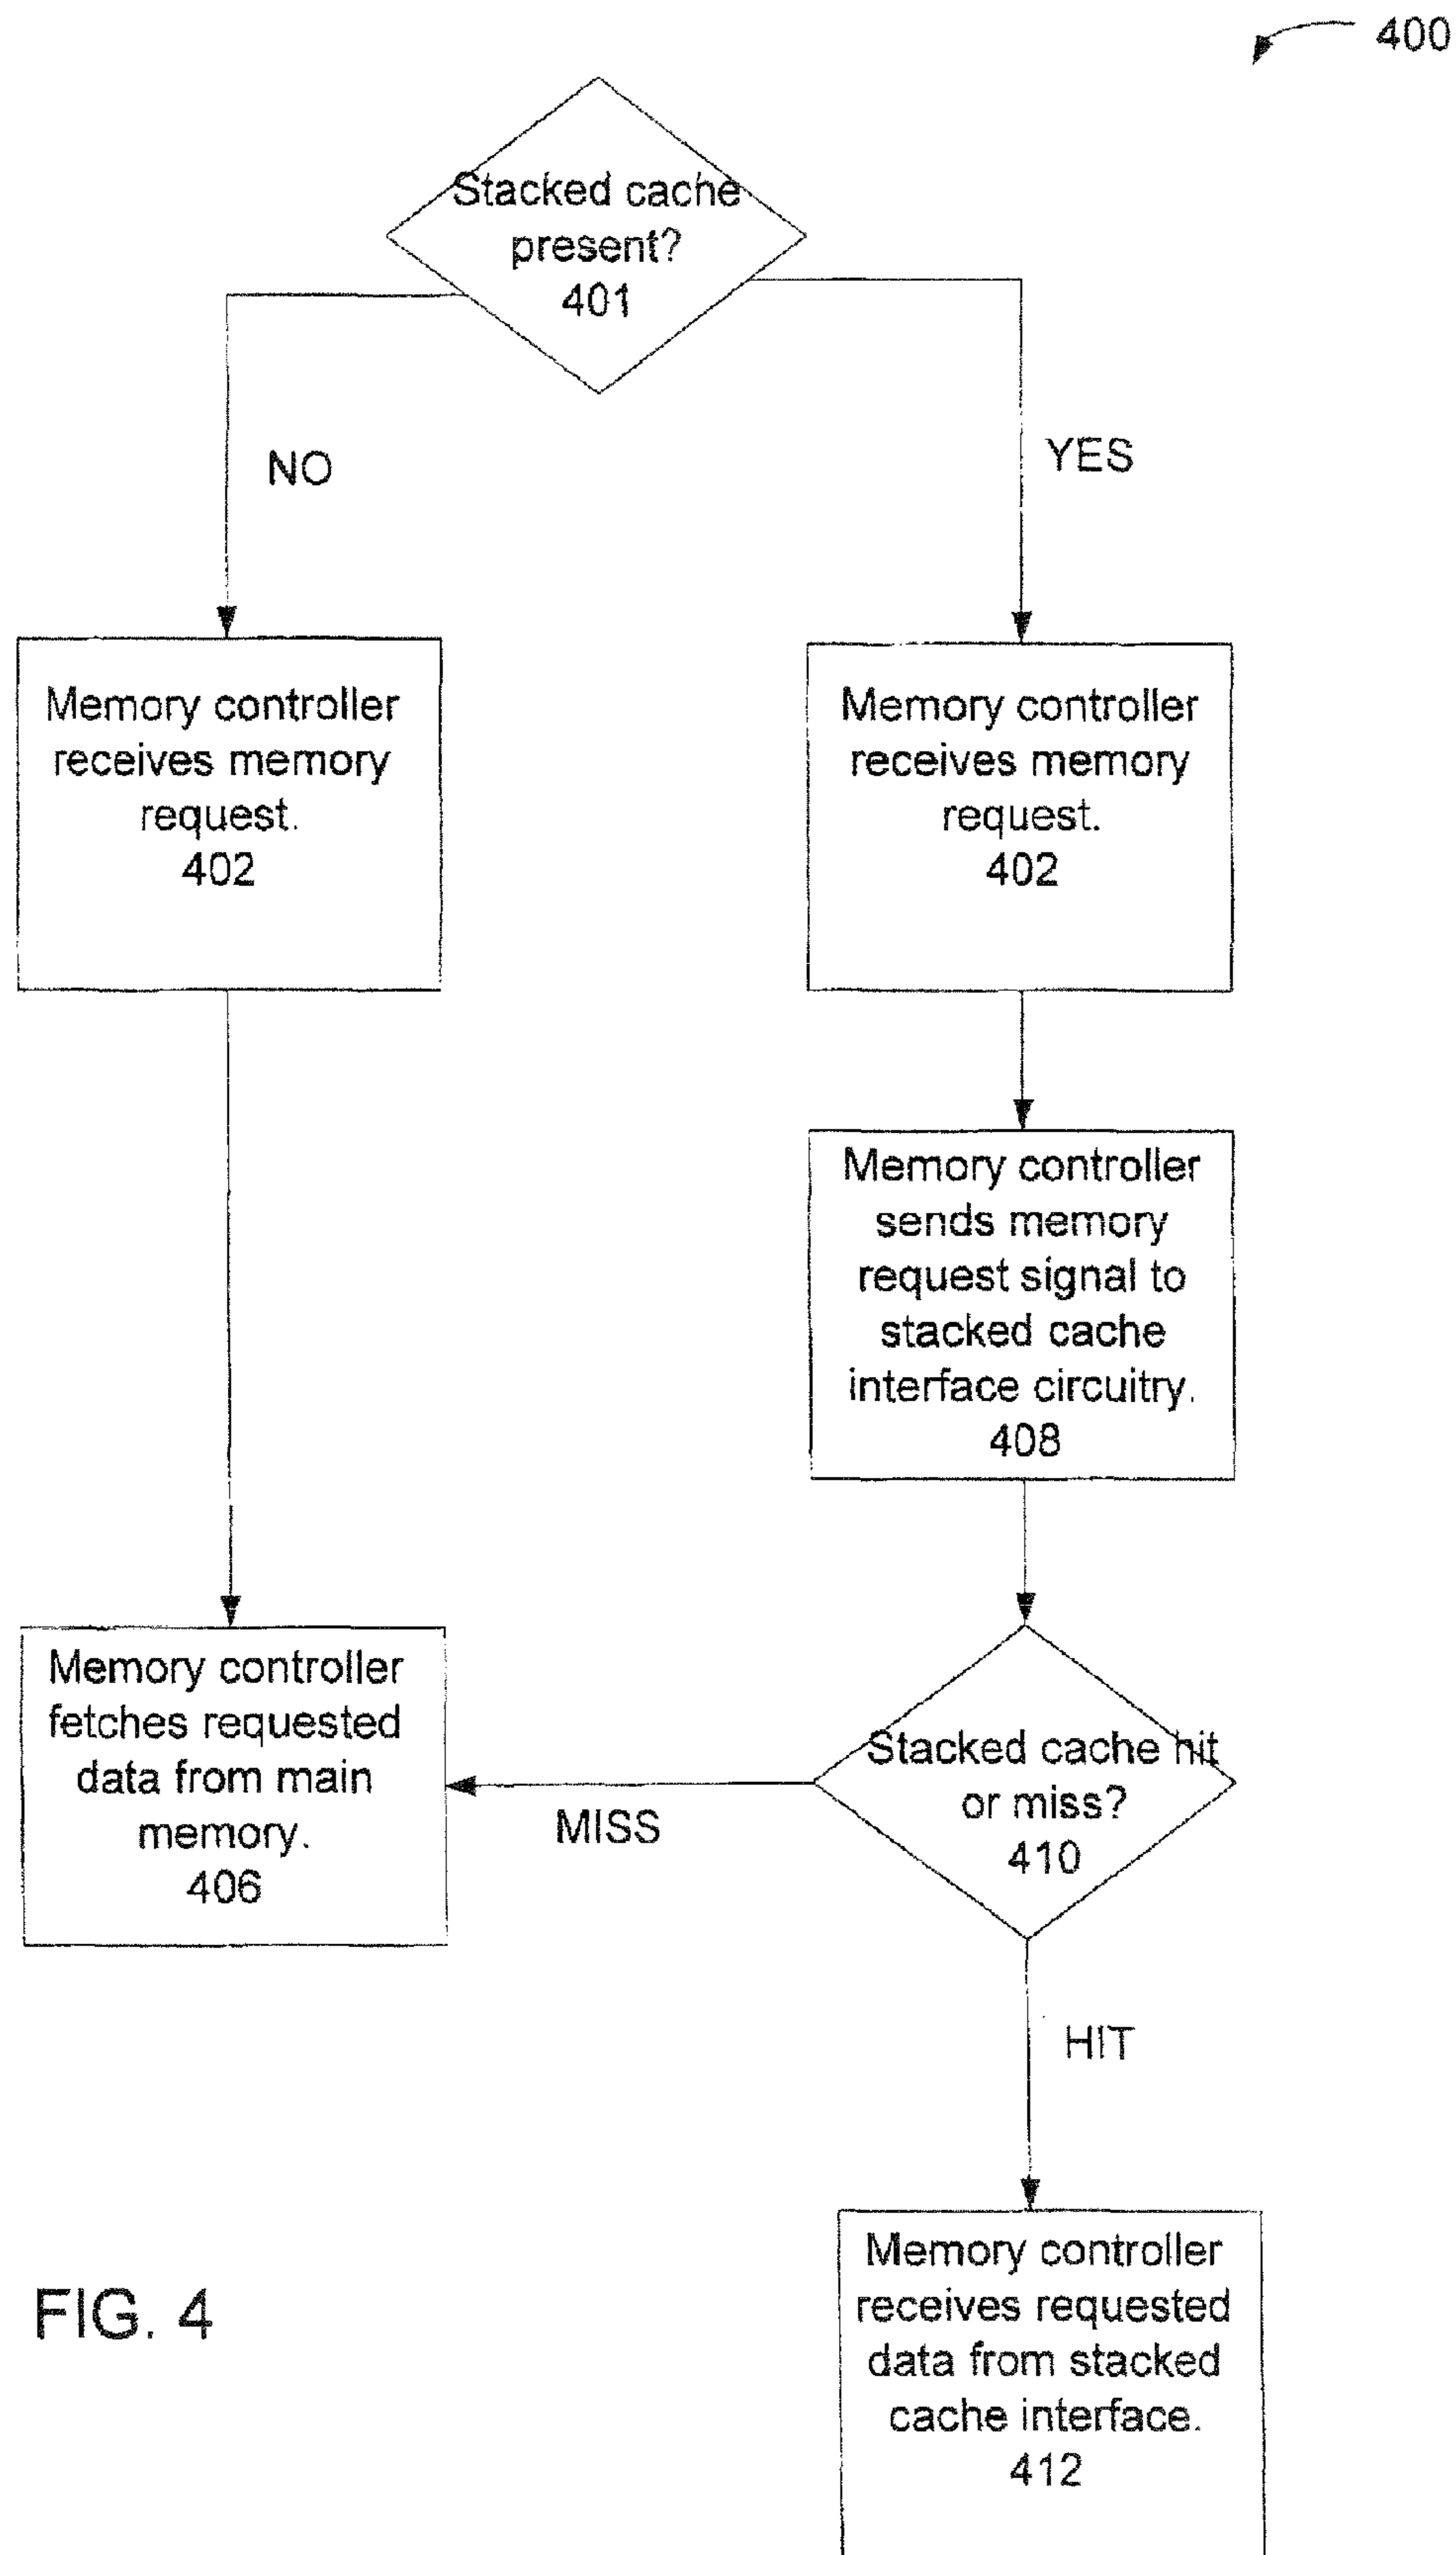 400
Stacked cache
present?
401
NO
YES
Memory controller
receives memory
request.
402
Memory controller
receives memory
request.
402
Memory controller
sends memory
request signal to
stacked cache
interface circuitry.
408
Memory controller
fetches requested
data from main
memory.
406
MISS
Stacked cache hit
or miss?
410
HIT
Memory controller
receives requested
data from stacked
cache interface.
412
FIG. 4